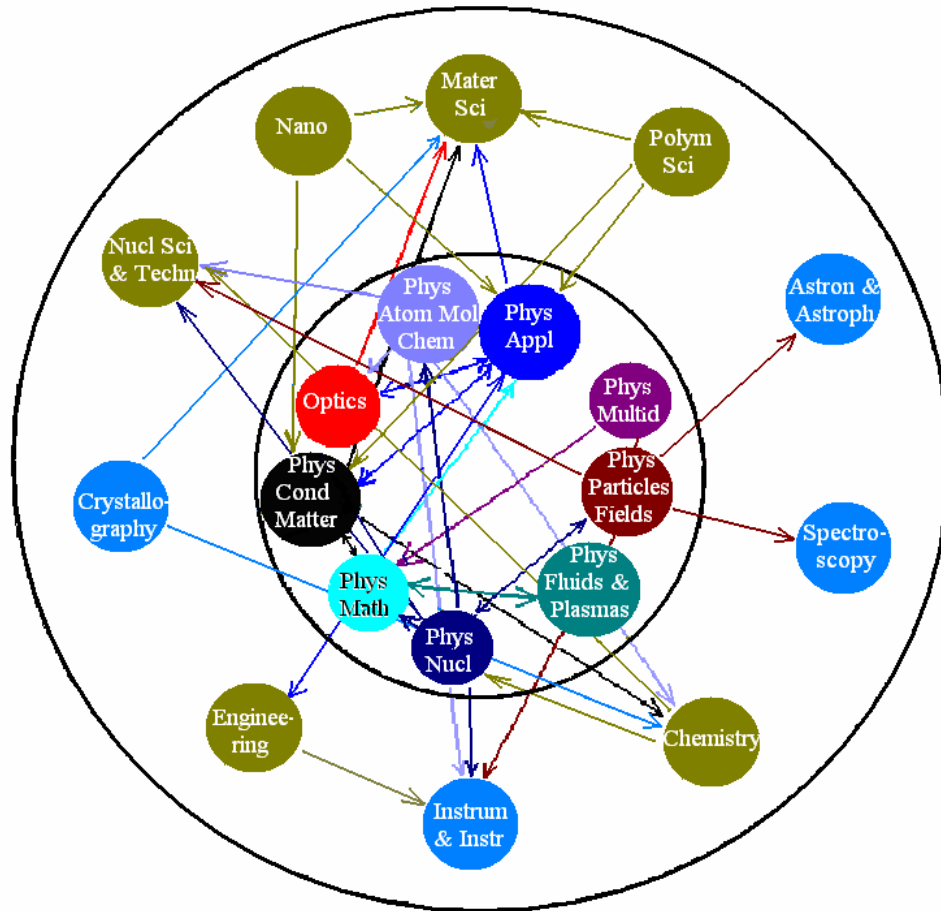 Mater
Sci
Nano
Polym
Sci
Nucl Sci
& Techn
Phys
Atom Mol
Chem
Phys
Appl
Astron &
Astroph
Optics
Phys
Multid
Phys
Cond
Matter
Phys
Particles
Fields
Crystallo-
graphy
Spectro-
scopy
Phys
Math
Phys
Fluids &
Plasmas
Phys
Nucl
Enginee-
ring
Chemistry
Instrum
& Instr